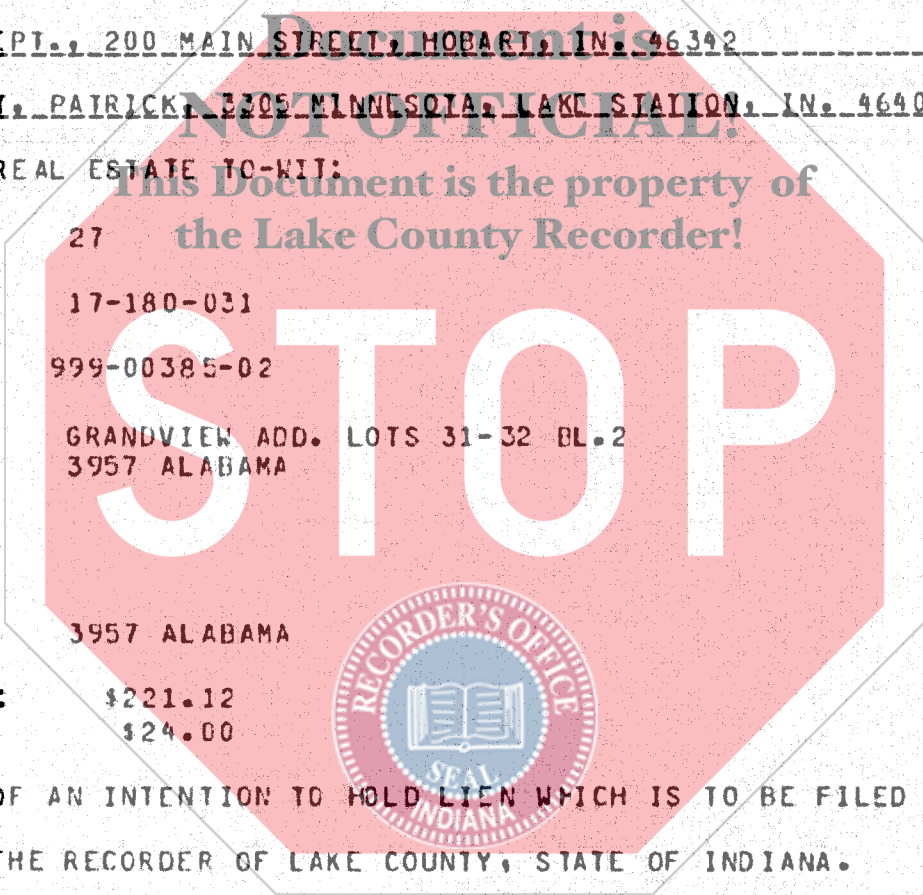 EPT., 200 MAIN STREET, HOBART, IN. 46342
Document is
PATRICK, 3305 MINNESOTA, LAKE STATION, IN. 4640
NOT OFFICIAL!
REAL ESTATE TO-WIT:
This Document is the property of
27
the Lake County Recorder!
17-180-031
999-00385-02
GRANDVIEW ADD. LOTS 31-32 BL.2
3957 ALABAMA
STOP
3957 ALABAMA
RECORDER'S OFFICE
: $221.12
$24.00
SEAL
INDIANA
OF AN INTENTION TO HOLD LIEN WHICH IS TO BE FILED
THE RECORDER OF LAKE COUNTY, STATE OF INDIANA.